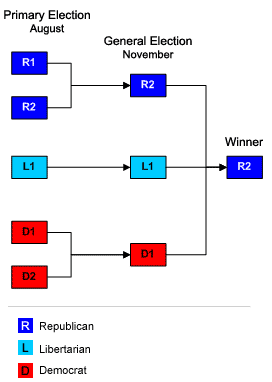 Primary Election
August
General Election
November
Winner
R1
R2
R2
L1
L1
R2
D1
D1
D2
R Republican
L Libertarian
D Democrat